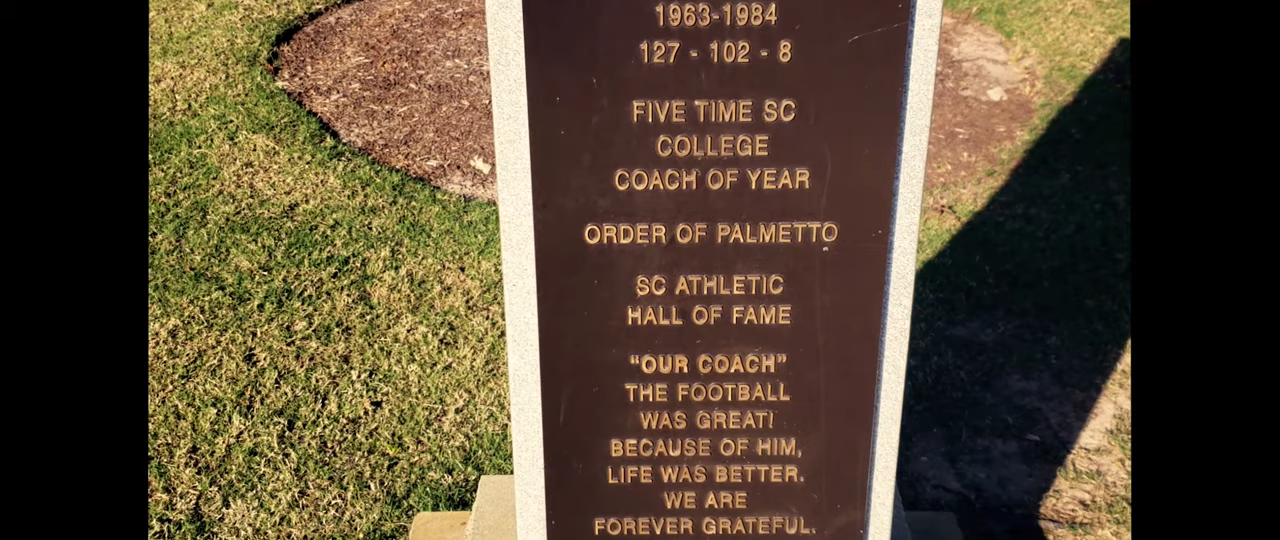 1963-1984
127 - 102 - 8
FIVE TIME SC
COLLEGE
COACH OF YEAR
ORDER OF PALMETTO
SC ATHLETIC
HALL OF FAME
"OUR COACH"
THE FOOTBALL
WAS GREAT!
BECAUSE OF HIM,
LIFE WAS BETTER.
WE ARE
FOREVER GRATEFUL.